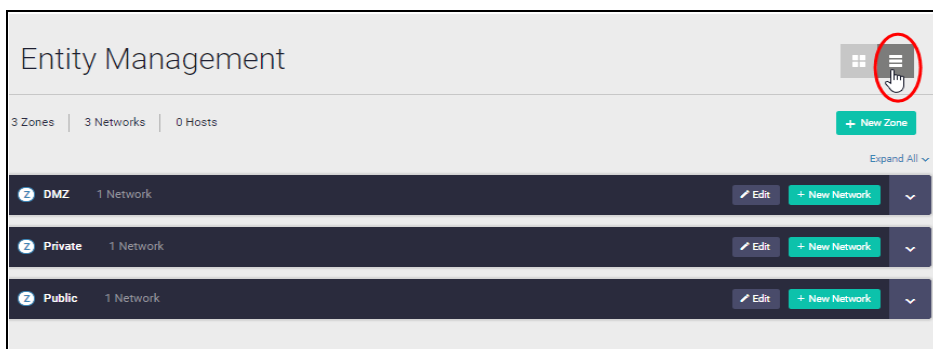 Entity Management
3 Zones 3 Networks 0 Hosts
+ New Zone
Expand All
Z DMZ 1 Network Edit + New Network
Z Private 1 Network Edit + New Network
Z Public 1 Network Edit + New Network